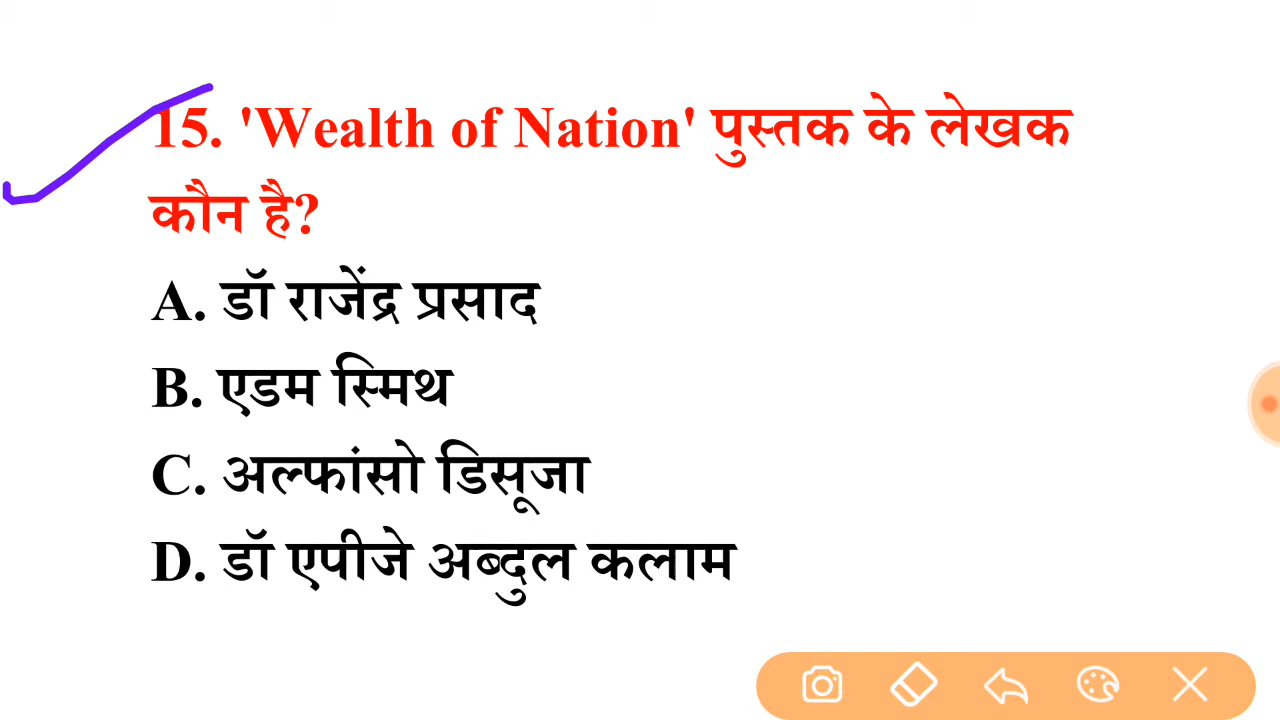 15. 'Wealth of Nation' पुस्तक के लेखक
कौन है?
A. डॉ राजेंद्र प्रसाद
B. एडम स्मिथ
C. अल्फांसो डिसूजा
D. डॉ एपीजे अब्दुल कलाम